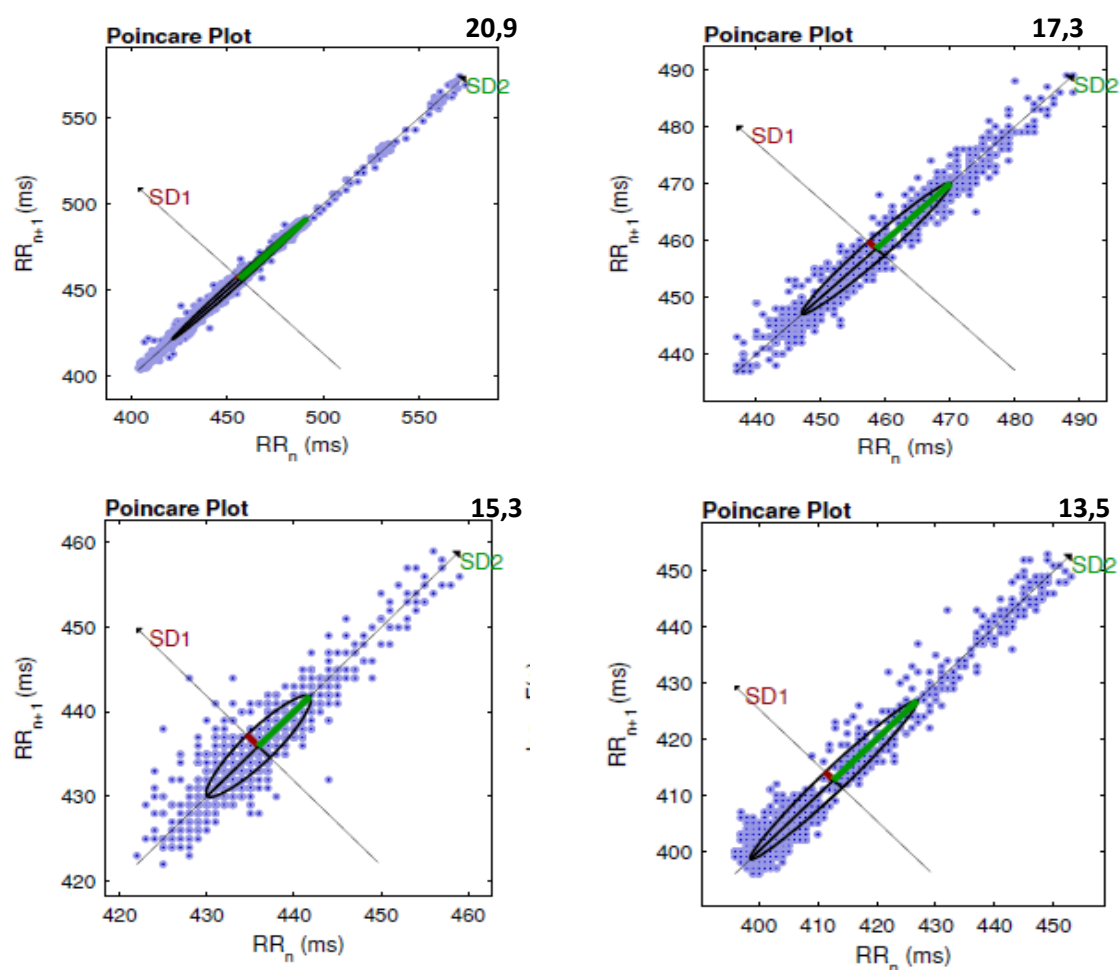 Poincare Plot 20,9
SD2
550
SD1
500
450
400
RRn+1 (ms)
400 450 500 550
RRn (ms)
Poincare Plot 17,3
490
SD2
480
SD1
470
460
450
440
RRn+1 (ms)
440 450 460 470 480 490
RRn (ms)
Poincare Plot 15,3
460
SD2
450
SD1
440
430
420
RRn+1 (ms)
420 430 440 450 460
RRn (ms)
Poincare Plot 13,5
450
SD2
440
430
SD1
420
410
400
RRn+1 (ms)
400 410 420 430 440 450
RRn (ms)